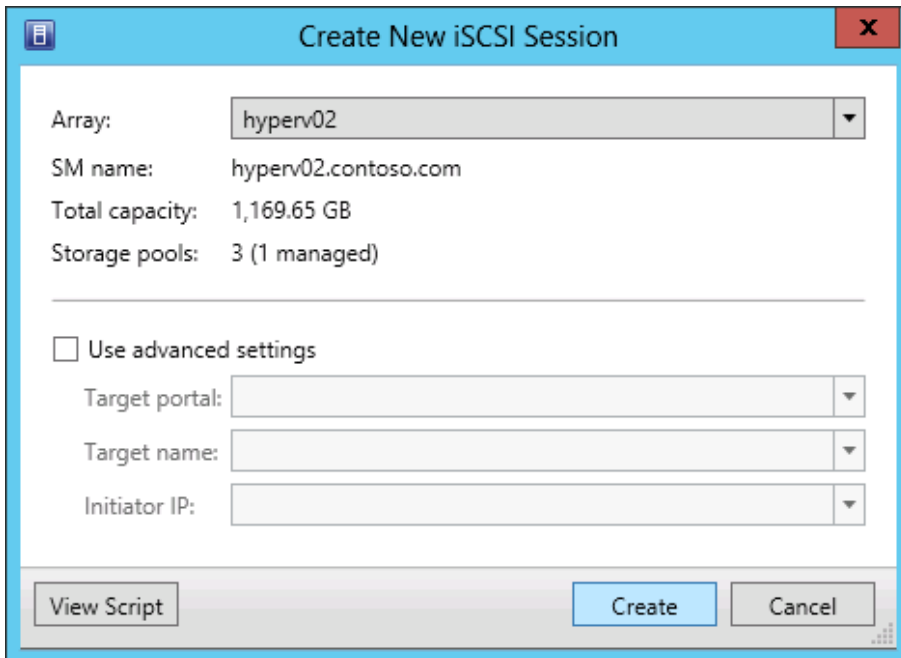 Create New iSCSI Session
x
Array: hyperv02
SM name: hyperv02.contoso.com
Total capacity: 1,169.65 GB
Storage pools: 3 (1 managed)
Use advanced settings
Target portal:
Target name:
Initiator IP:
View Script Create Cancel